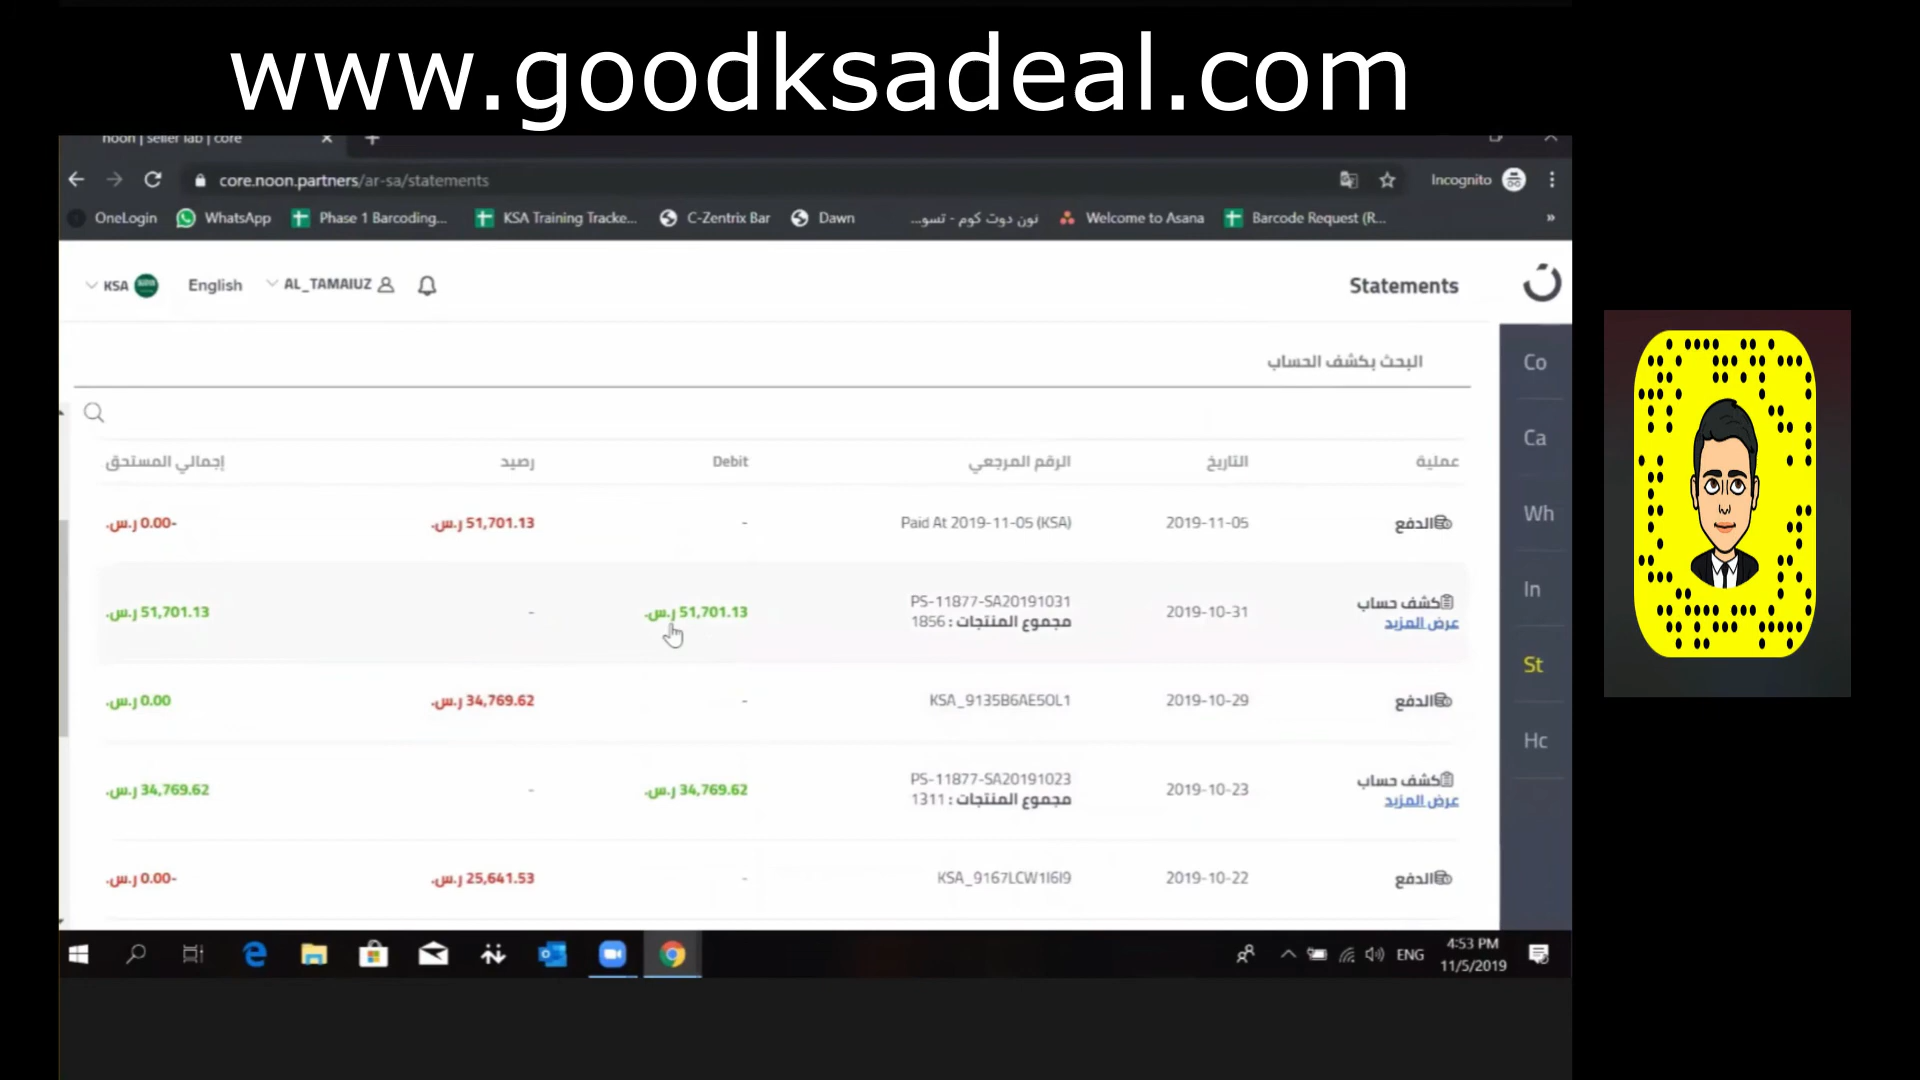 www.goodksadeal.com
noon | seller lab | core
core.noon.partners/ar-sa/statements
Incognito
OneLogin
WhatsApp
Phase 1 Barcoding...
KSA Training Tracke...
C-Zentrix Bar
Dawn
نون دوت كوم - تسو...
Welcome to Asana
Barcode Request (R...
»
KSA
English
AL_TAMAIUZ
Statements
البحث بكشف الحساب
عملية
التاريخ
الرقم المرجعي
Debit
رصيد
إجمالي المستحق
الدفع
2019-11-05
Paid At 2019-11-05 (KSA)
-
51,701.13 ر.س.
-0.00 ر.س.
كشف حساب
عرض المزيد
2019-10-31
PS-11877-SA20191031
مجموع المنتجات : 1856
51,701.13 ر.س.
-
51,701.13 ر.س.
الدفع
2019-10-29
KSA_9135B6AE5OL1
-
34,769.62 ر.س.
0.00 ر.س.
كشف حساب
عرض المزيد
2019-10-23
PS-11877-SA20191023
مجموع المنتجات : 1311
34,769.62 ر.س.
-
34,769.62 ر.س.
الدفع
2019-10-22
KSA_9167LCW1I6I9
-
25,641.53 ر.س.
-0.00 ر.س.
Co
Ca
Wh
In
St
Hc
ENG
4:53 PM
11/5/2019